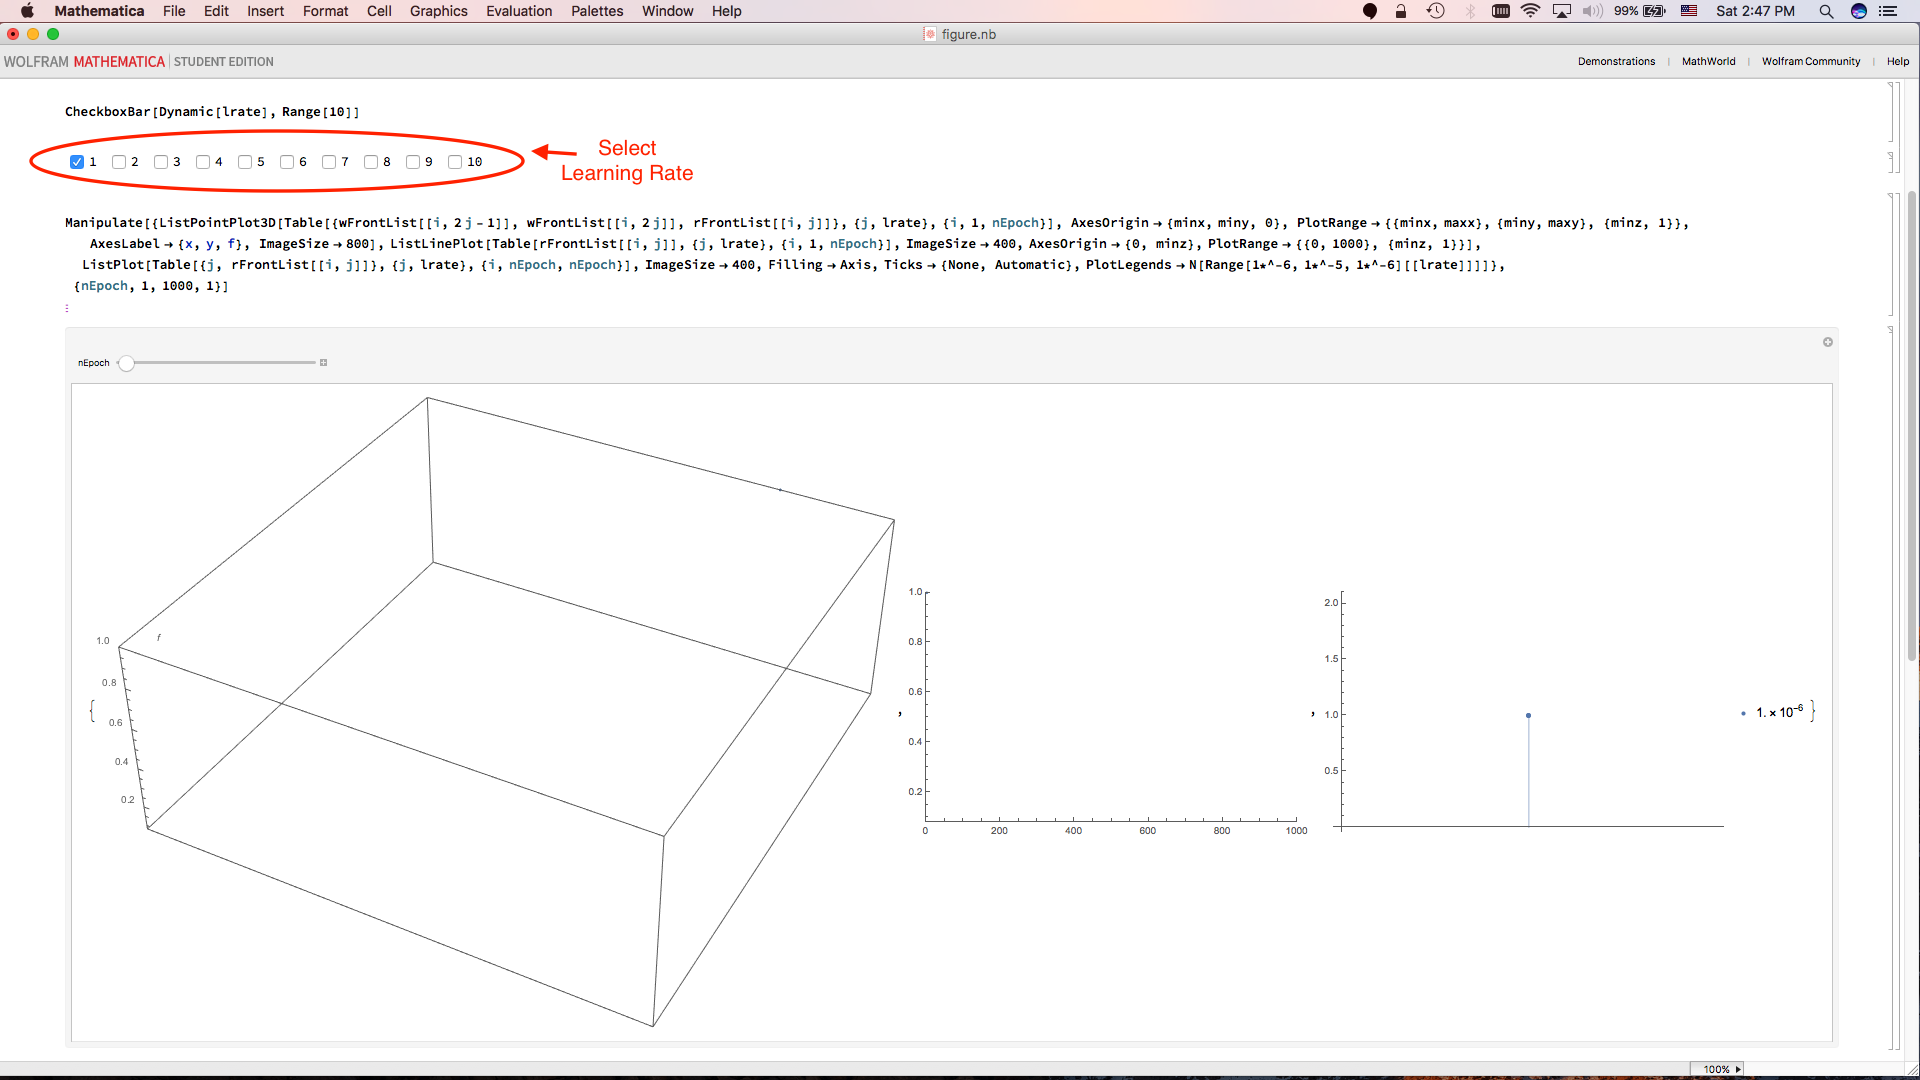 Mathematica File Edit Insert Format Cell Graphics Evaluation Palettes Window Help 99% Sat 2:47 PM
figure.nb
WOLFRAM MATHEMATICA STUDENT EDITION Demonstrations MathWorld Wolfram Community Help
CheckboxBar[Dynamic[lrate], Range[10]]
1 2 3 4 5 6 7 8 9 10
Select
Learning Rate
Manipulate[{ListPointPlot3D[Table[{wFrontList[[i, 2 j - 1]], wFrontList[[i, 2 j]], rFrontList[[i, j]]}, {j, lrate}, {i, 1, nEpoch}], AxesOrigin → {minx, miny, 0}, PlotRange → {{minx, maxx}, {miny, maxy}, {minz, 1}},
AxesLabel → {x, y, f}, ImageSize → 800], ListLinePlot[Table[rFrontList[[i, j]], {j, lrate}, {i, 1, nEpoch}], ImageSize → 400, AxesOrigin → {0, minz}, PlotRange → {{0, 1000}, {minz, 1}}],
ListPlot[Table[{j, rFrontList[[i, j]]}, {j, lrate}, {i, nEpoch, nEpoch}], ImageSize → 400, Filling → Axis, Ticks → {None, Automatic}, PlotLegends → N[Range[1*^-6, 1*^-5, 1*^-6][[lrate]]]]},
{nEpoch, 1, 1000, 1}]
nEpoch
{
1.0
f
0.8
0.6
0.4
0.2
,
1.0
0.8
0.6
0.4
0.2
0 200 400 600 800 1000
,
2.0
1.5
1.0
0.5
1. × 10⁻⁶ }
100%